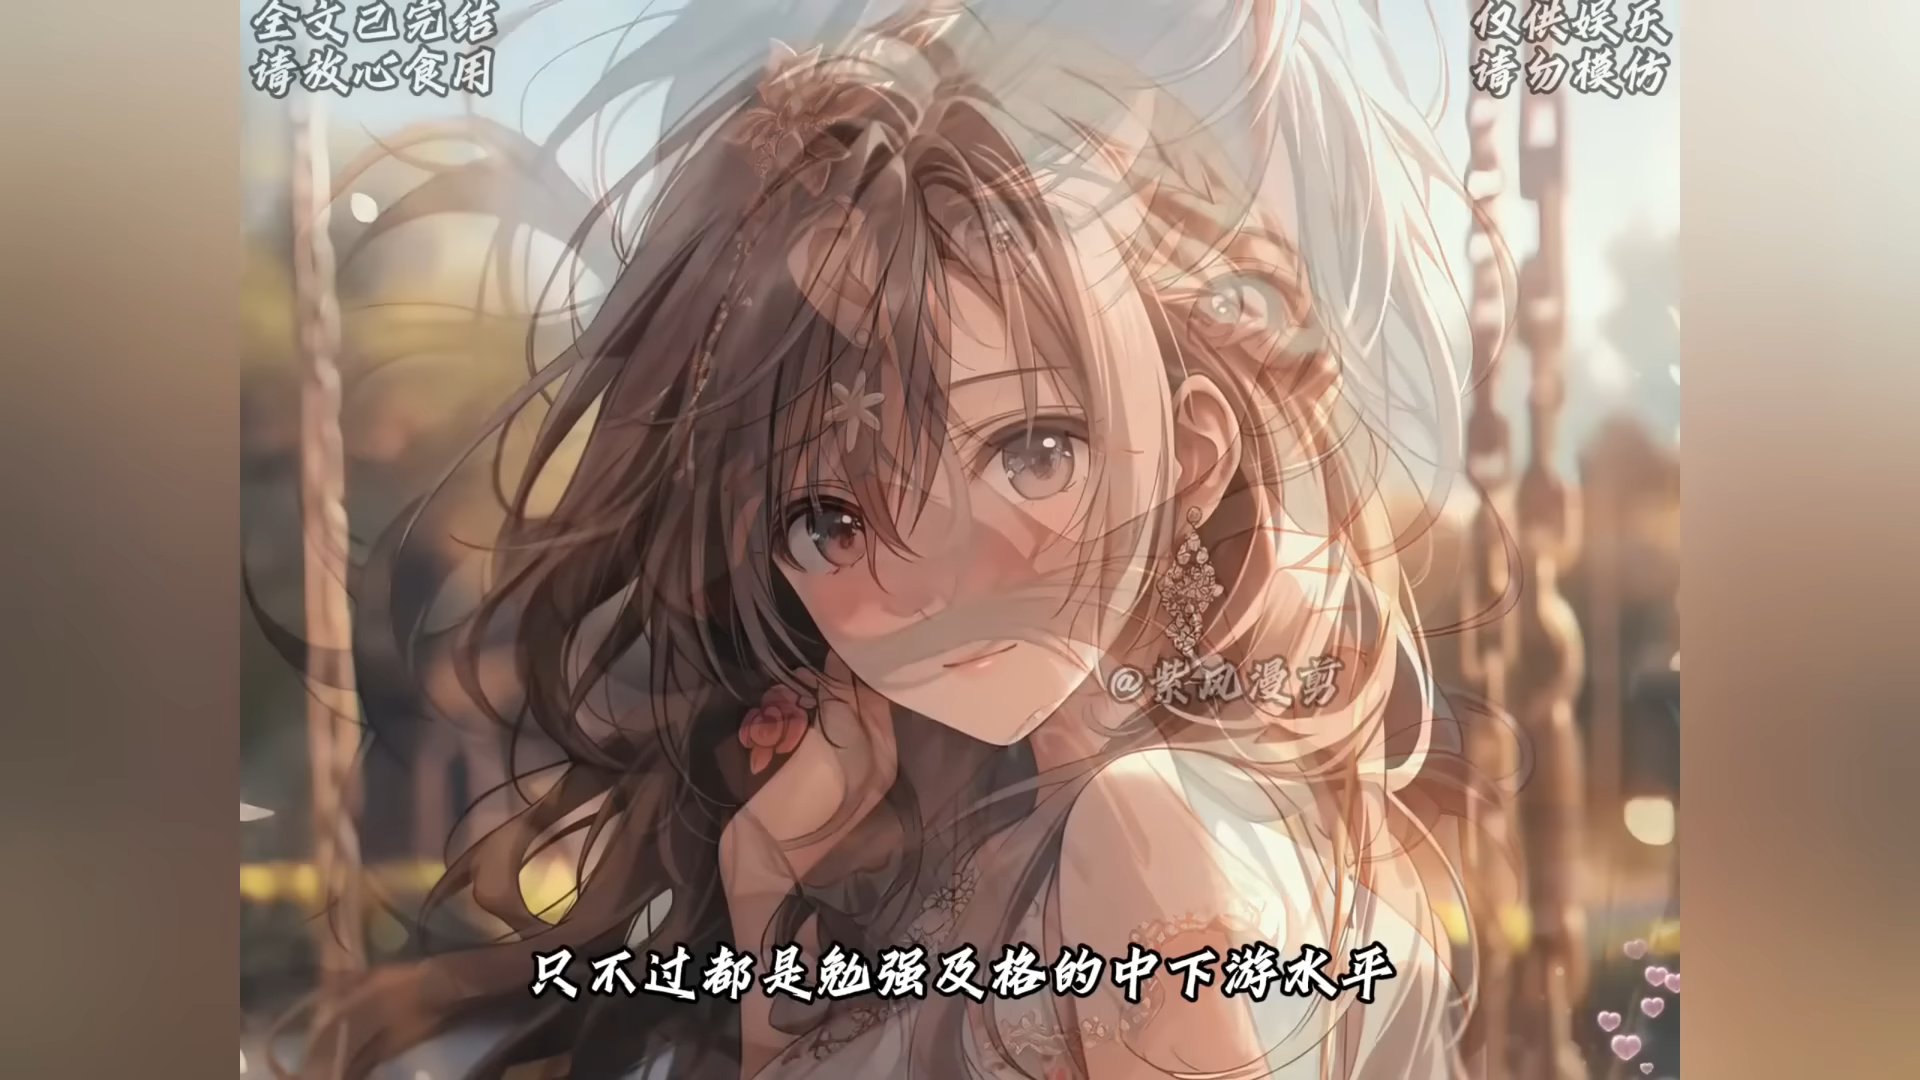 全文已完结
请放心食用
仅供娱乐
请勿模仿
@紫风漫剪
只不过都是勉强及格的中下游水平